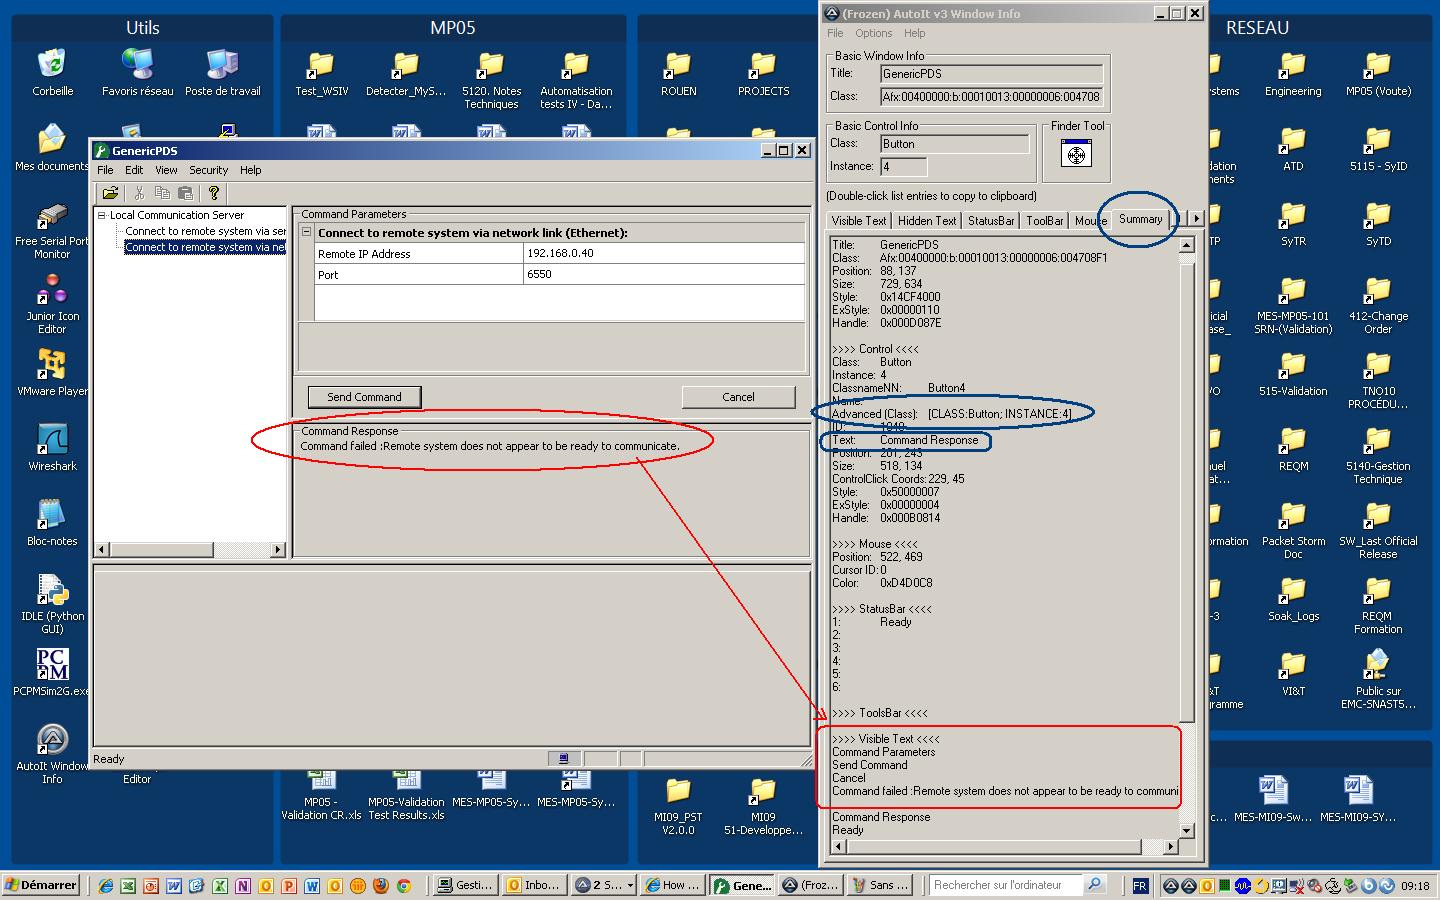 Utils
MP05
RESEAU
Corbeille
Favoris réseau
Poste de travail
Test_WSIV
Detecter_MyS...
5120. Notes
Techniques
Automatisation
tests IV - Da...
ROUEN
PROJECTS
Engineering
MP05 (Voute)
Mes documents
ATD
5115 - SyID
Free Serial Port
Monitor
SyTR
SyTD
Junior Icon
Editor
MES-MP05-101
SRN-(Validation)
412-Change
Order
VMware Player
515-Validation
TNO10
PROCÉDU...
Wireshark
REQM
5140-Gestion
Technique
Bloc-notes
Packet Storm
Doc
SW_Last Official
Release
IDLE (Python
GUI)
Soak_Logs
REQM
Formation
PCPMSim2G.exe
VI&T
Public sur
EMC-SNAST5...
AutoIt Window
Info
Editor
MP05 -
Validation CR.xls
MP05-Validation
Test Results.xls
MES-MP05-Sy...
MES-MP05-Sy...
MI09_PST
V2.0.0
MI09
51-Developpe...
MES-MI09-Sw...
MES-MI09-SY...
GenericPDS
File Edit View Security Help
Local Communication Server
Connect to remote system via ser
Connect to remote system via net
Command Parameters
Connect to remote system via network link (Ethernet):
Remote IP Address 192.168.0.40
Port 6550
Send Command
Cancel
Command Response
Command failed :Remote system does not appear to be ready to communicate.
Ready
(Frozen) AutoIt v3 Window Info
File Options Help
Basic Window Info
Title: GenericPDS
Class: Afx:00400000:b:00010013:00000006:004708
Basic Control Info
Class: Button
Instance: 4
Finder Tool
(Double-click list entries to copy to clipboard)
Visible Text Hidden Text StatusBar ToolBar Mouse Summary
Title: GenericPDS
Class: Afx:00400000:b:00010013:00000006:004708F1
Position: 88, 137
Size: 729, 634
Style: 0x14CF4000
ExStyle: 0x00000110
Handle: 0x000D087E
>>>> Control <<<<
Class: Button
Instance: 4
ClassnameNN: Button4
Name:
Advanced (Class): [CLASS:Button; INSTANCE:4]
ID: 1049
Text: Command Response
Position: 201, 243
Size: 518, 134
ControlClick Coords: 229, 45
Style: 0x50000007
ExStyle: 0x00000004
Handle: 0x000B0814
>>>> Mouse <<<<
Position: 522, 469
Cursor ID: 0
Color: 0xD4D0C8
>>>> StatusBar <<<<
1: Ready
2:
3:
4:
5:
6:
>>>> ToolsBar <<<<
>>>> Visible Text <<<<
Command Parameters
Send Command
Cancel
Command failed :Remote system does not appear to be ready to communi
Command Response
Ready
Démarrer
Gesti...
Inbo...
2 S...
How ...
Gene...
(Froz...
Sans ...
Rechercher sur l'ordinateur
FR
09:18